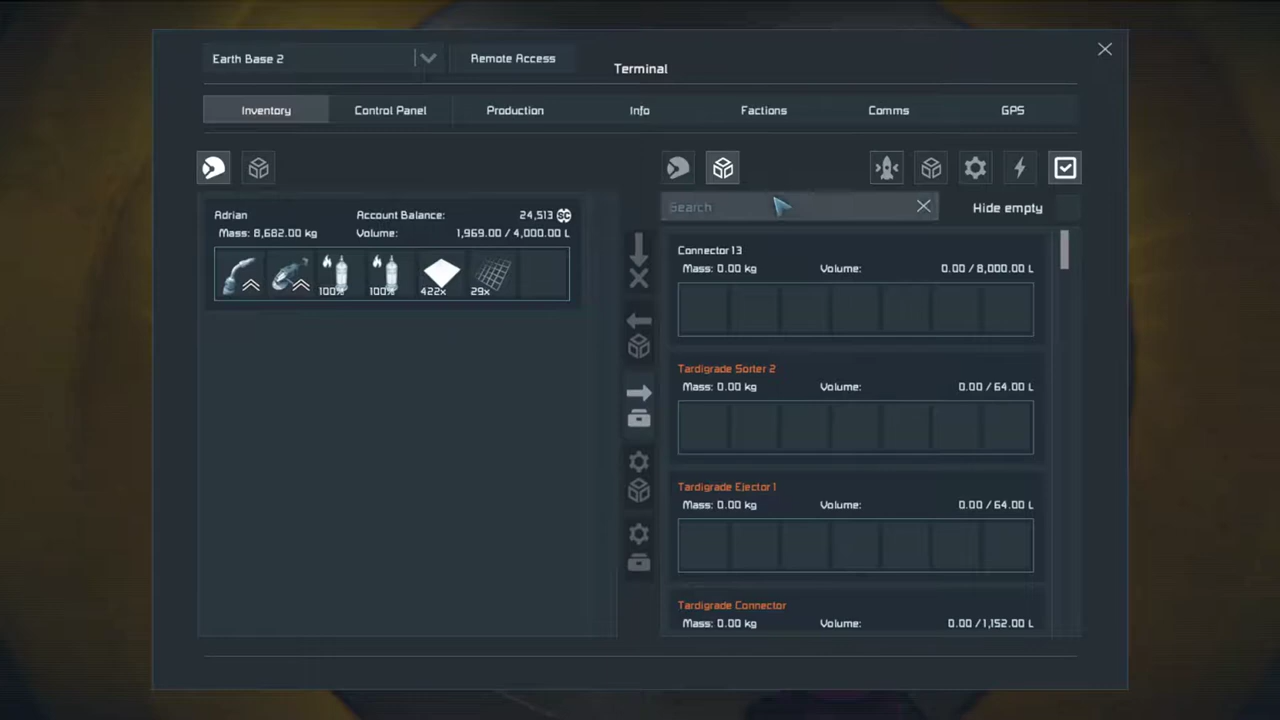 Earth Base 2
Remote Access
Terminal
Inventory
Control Panel
Production
Info
Factions
Comms
GPS
Search
Hide empty
Adrian
Account Balance: 24,513 SC
Mass: 8,682.00 kg
Volume: 1,969.00 / 4,000.00 L
100%
100%
422x
29x
Connector 13
Mass: 0.00 kg
Volume: 0.00 / 8,000.00 L
Tardigrade Sorter 2
Mass: 0.00 kg
Volume: 0.00 / 64.00 L
Tardigrade Ejector 1
Mass: 0.00 kg
Volume: 0.00 / 64.00 L
Tardigrade Connector
Mass: 0.00 kg
Volume: 0.00 / 1,152.00 L